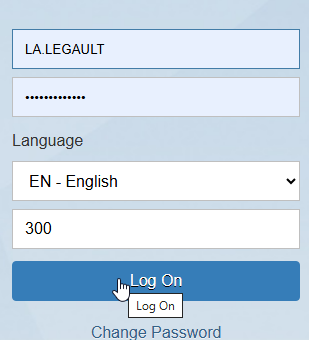 LA.LEGAULT
•••••••••••••
Language
EN - English
300
Log On
Log On
Change Password